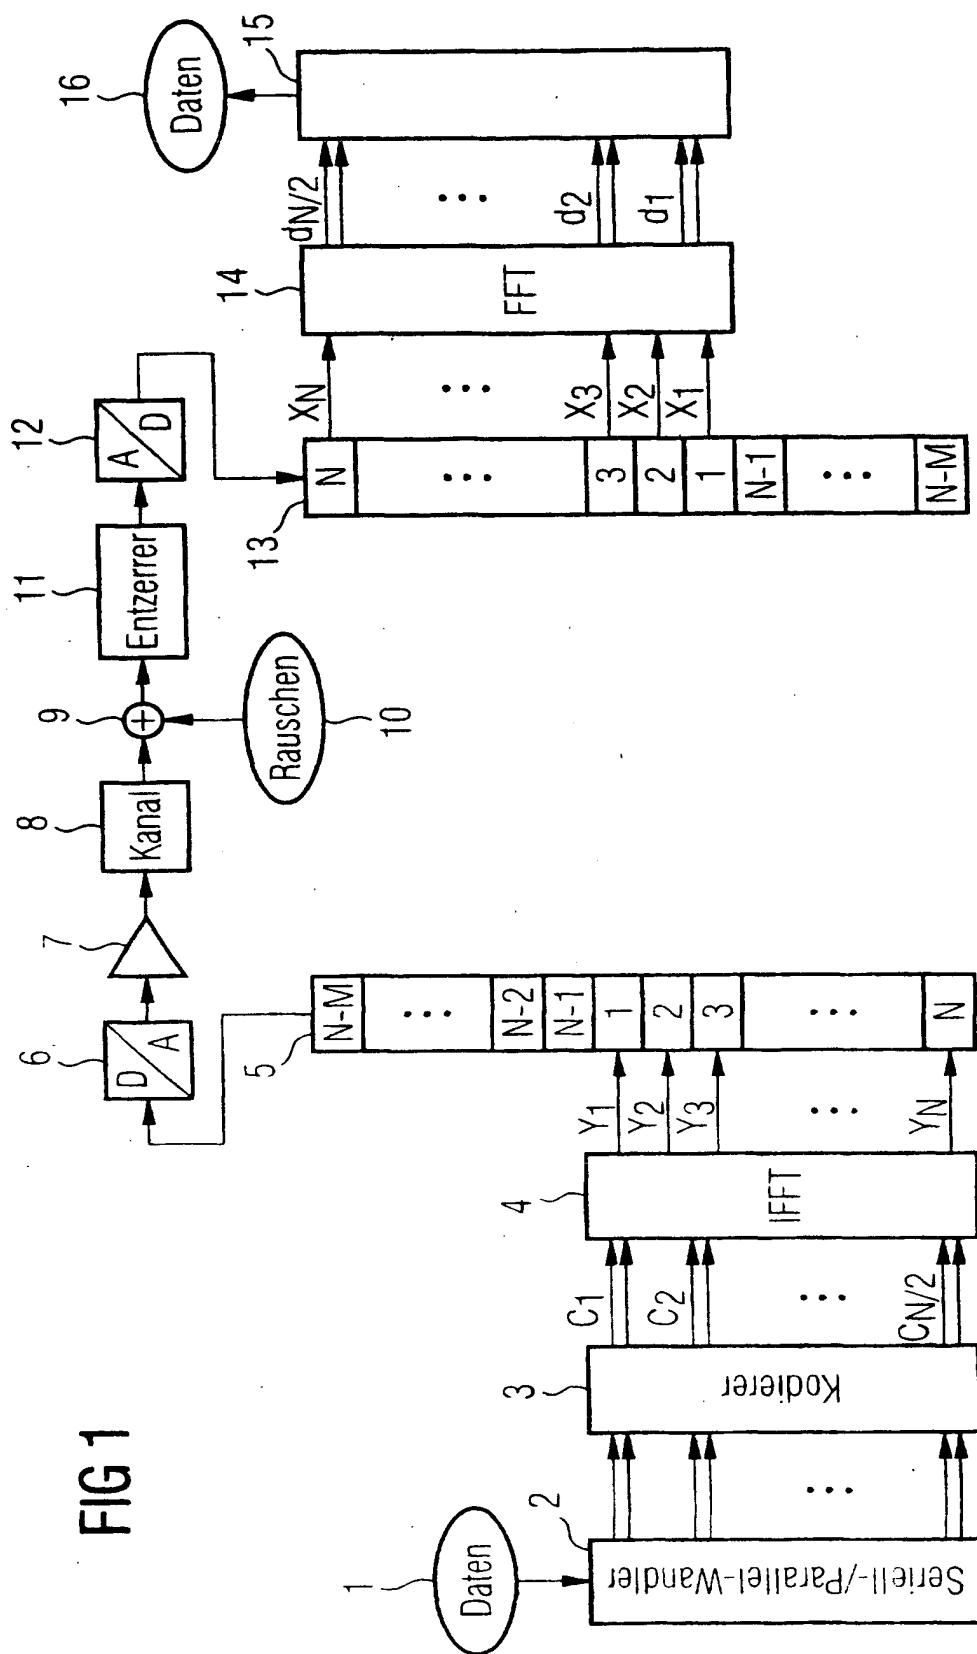 FIG 1
1
Daten
2
Seriell-/Parallel-Wandler
3
Kodierer
C1
C2
CN/2
4
IFFT
Y1
Y2
Y3
YN
5
N-M
N-2
N-1
1
2
3
N
6
D
A
7
8
Kanal
9
+
10
Rauschen
11
Entzerrer
12
A
D
13
N
3
2
1
N-1
N-M
XN
X3
X2
X1
14
FFT
dN/2
d2
d1
15
16
Daten